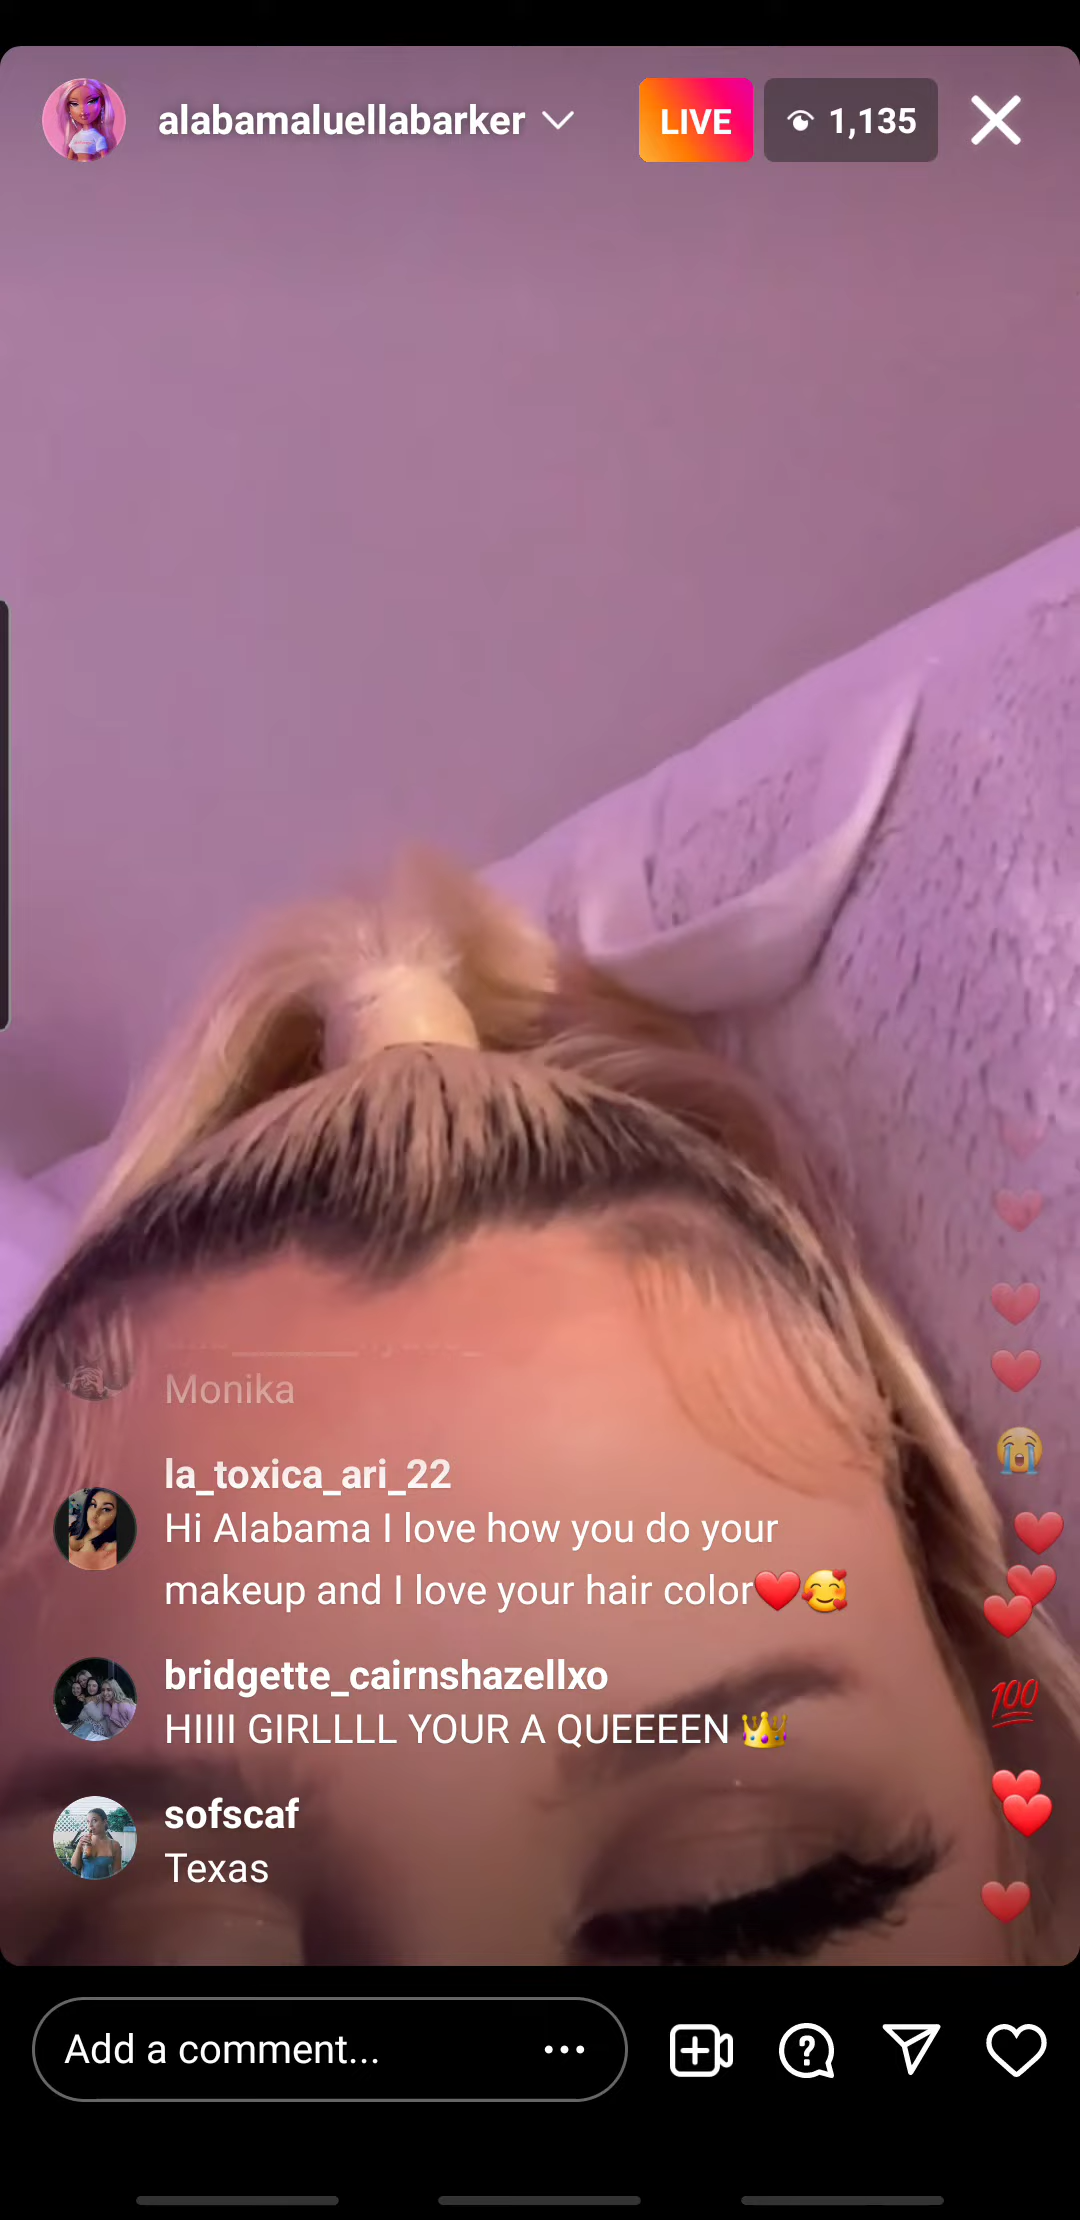 alabamaluellabarker
LIVE
1,135
Monika
la_toxica_ari_22
Hi Alabama I love how you do your
makeup and I love your hair color❤️🥰
bridgette_cairnshazellxo
HIIII GIRLLLL YOUR A QUEEEEN 👑
sofscaf
Texas
💯
Add a comment...